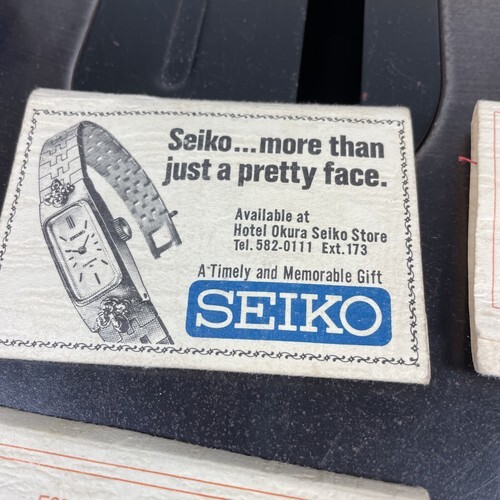 Seiko...more than
just a pretty face.
Available at
Hotel Okura Seiko Store
Tel. 582-0111 Ext.173
A Timely and Memorable Gift
SEIKO